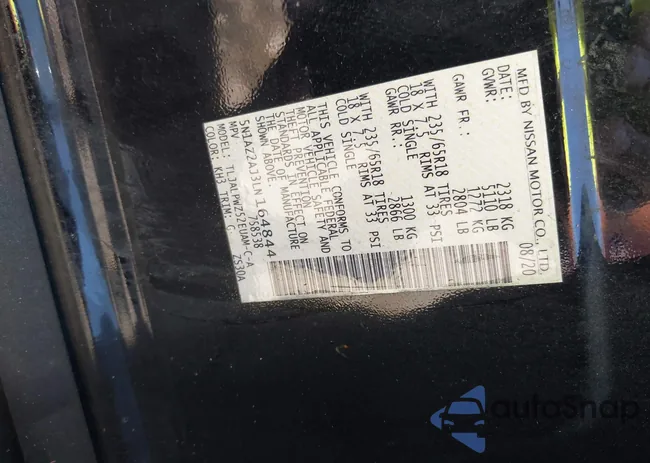 MFD BY NISSAN MOTOR CO., LTD.
DATE: 08/20
GVWR: 2318 KG
5110 LB
GAWR FR.: 1272 KG
2804 LB
WITH 235/65R18 TIRES
18 X 7.5 RIMS AT 33 PSI
COLD SINGLE
GAWR RR.: 1300 KG
2866 LB
WITH 235/65R18 TIRES
18 X 7.5 RIMS AT 33 PSI
COLD SINGLE
THIS VEHICLE CONFORMS TO
ALL APPLICABLE FEDERAL
MOTOR VEHICLE SAFETY AND
THEFT PREVENTION
STANDARDS IN EFFECT ON
THE DATE OF MANUFACTURE
SHOWN ABOVE.
5N1AZ2AJ3LN164844
MPV 758538
MODEL: TLJALPWZS7EUAM-C-A
COLOR: KH3 TRIM: G ZS30A
autoSnap